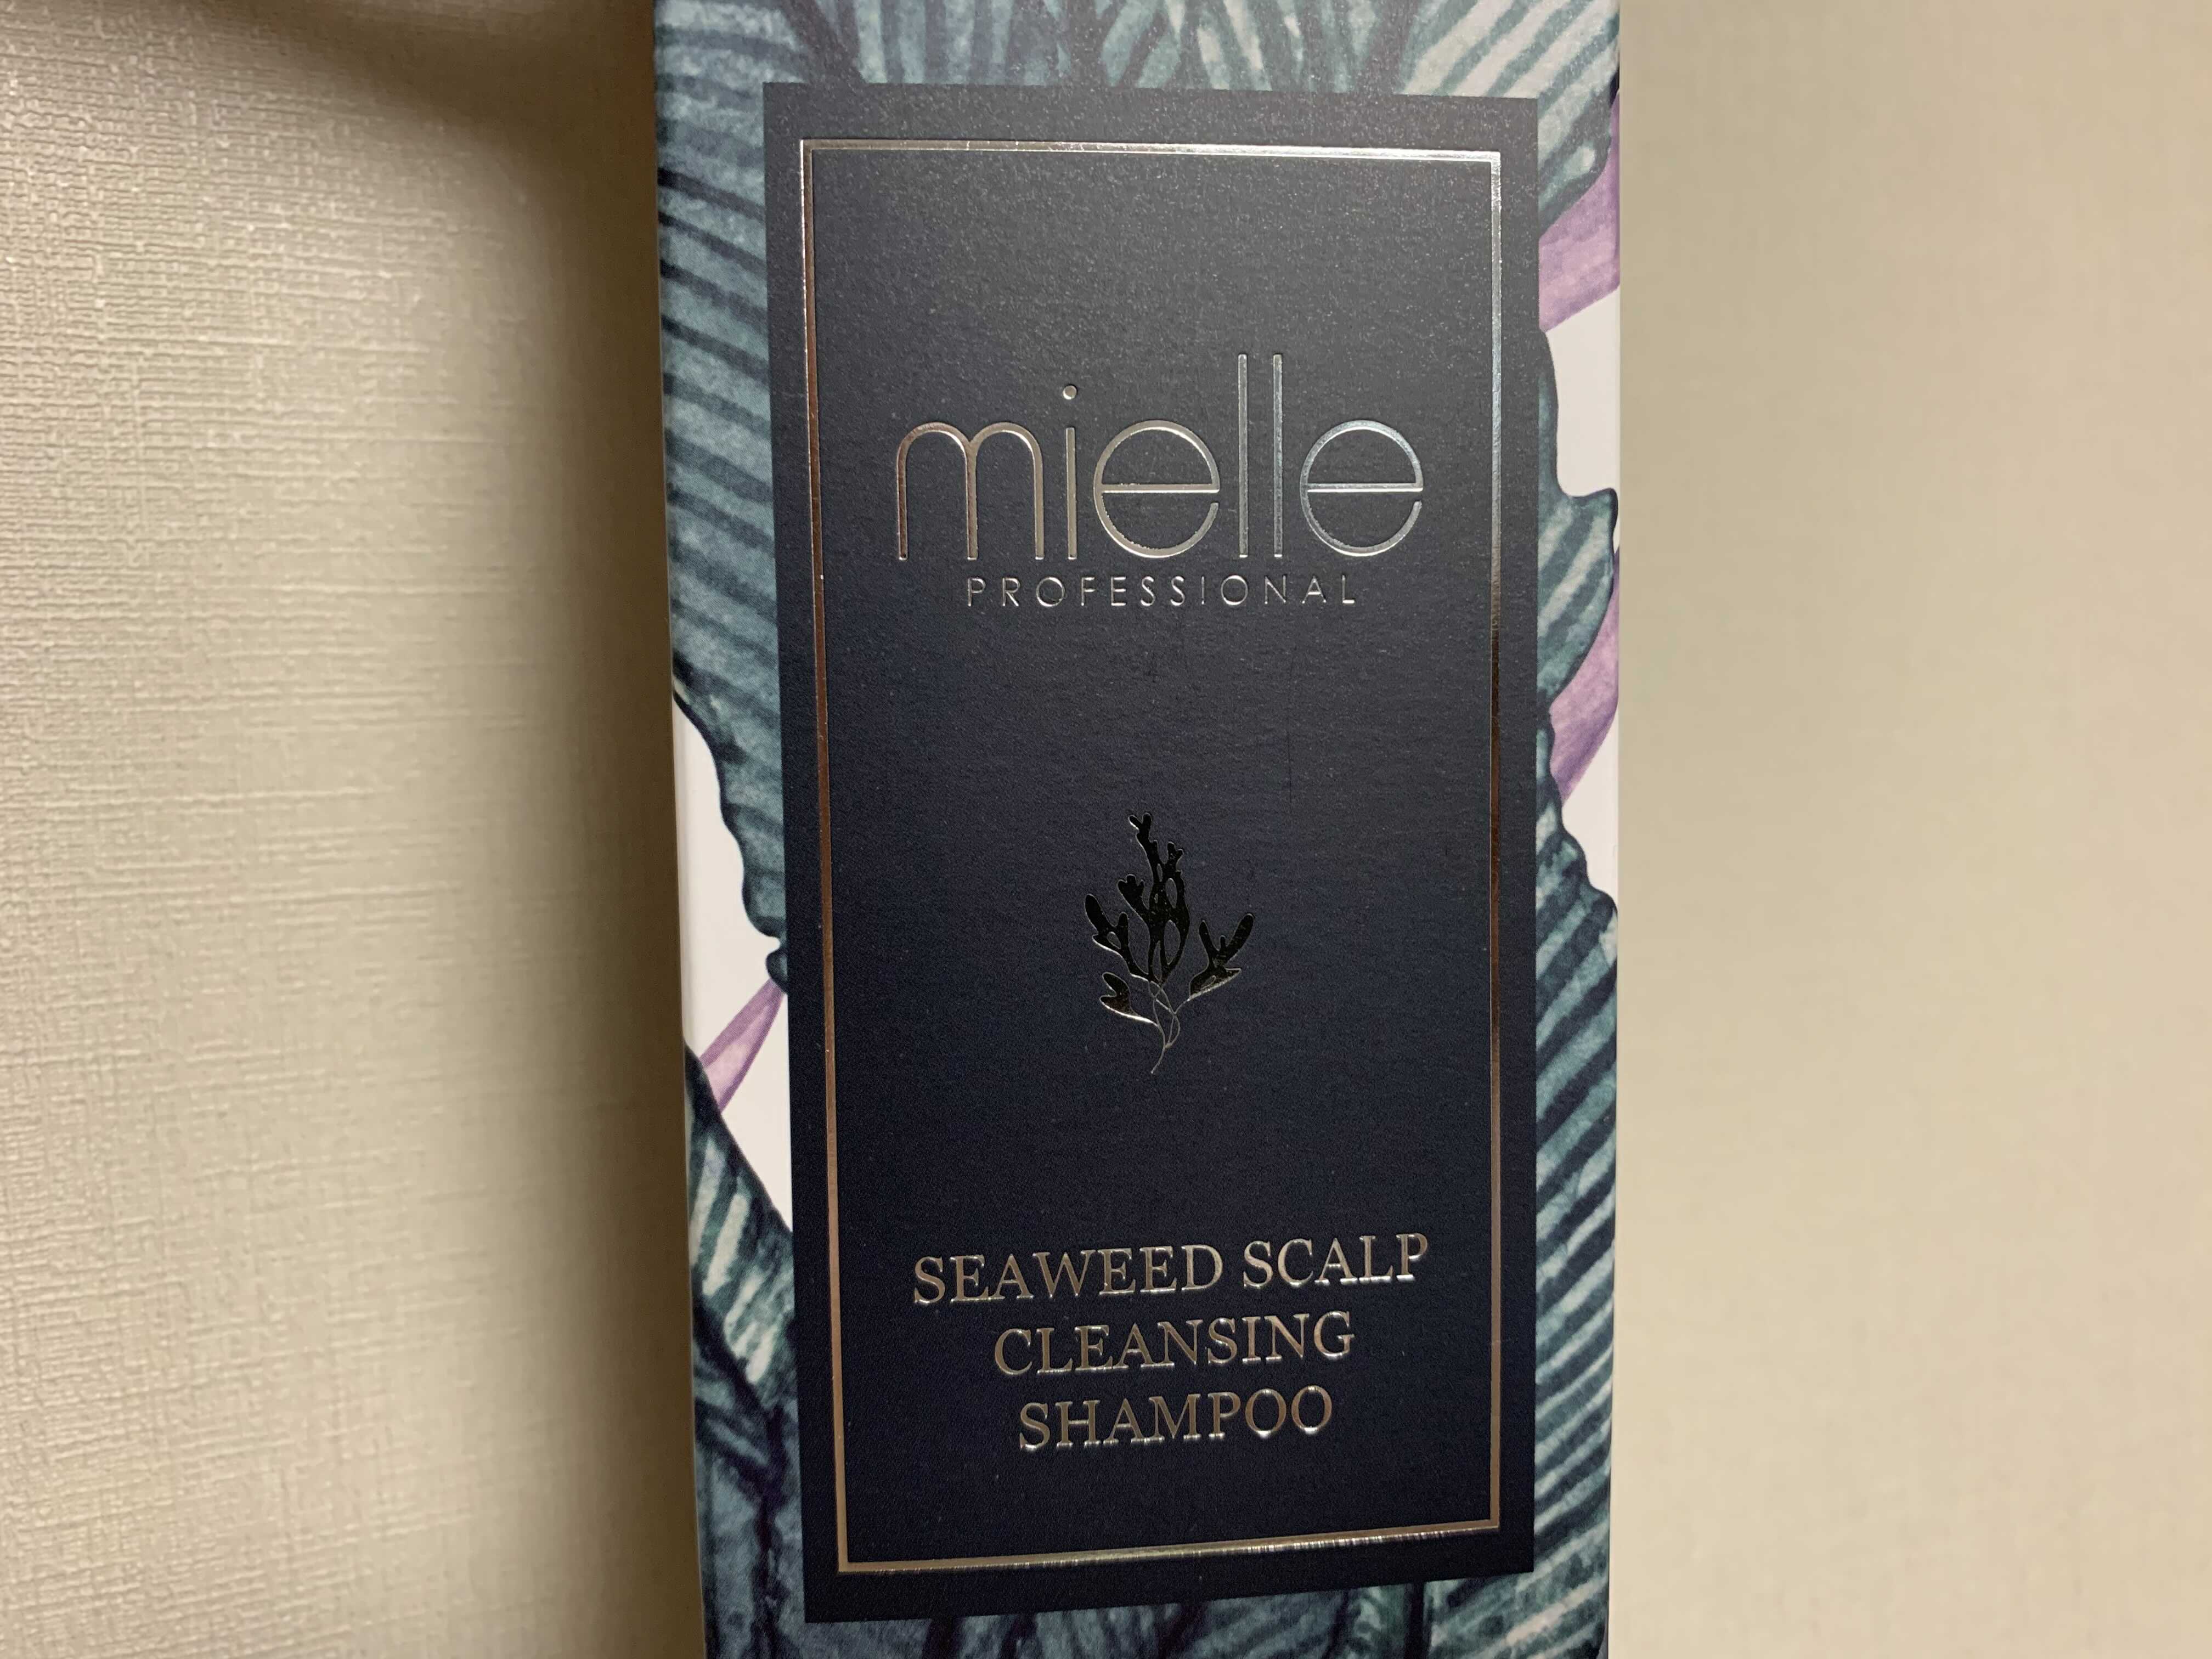 mielle
PROFESSIONAL
SEAWEED SCALP
CLEANSING
SHAMPOO